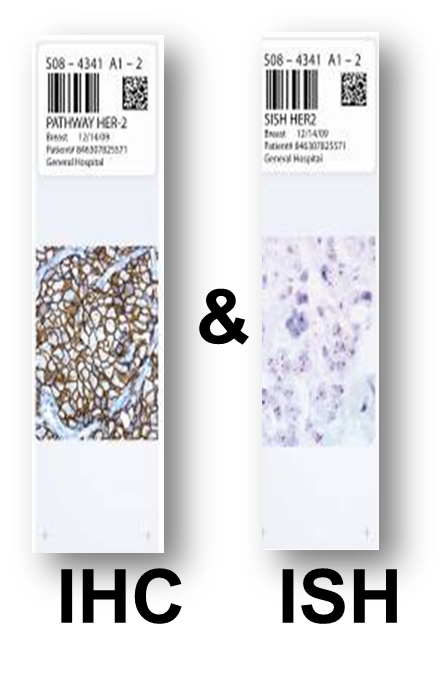 S08 – 4341 A1 – 2
PATHWAY HER-2
Breast 12/14/09
Patient# 846307825571
General Hospital
S08 – 4341 A1 – 2
SISH HER2
Breast 12/14/09
Patient# 846307825571
General Hospital
&
IHC
ISH